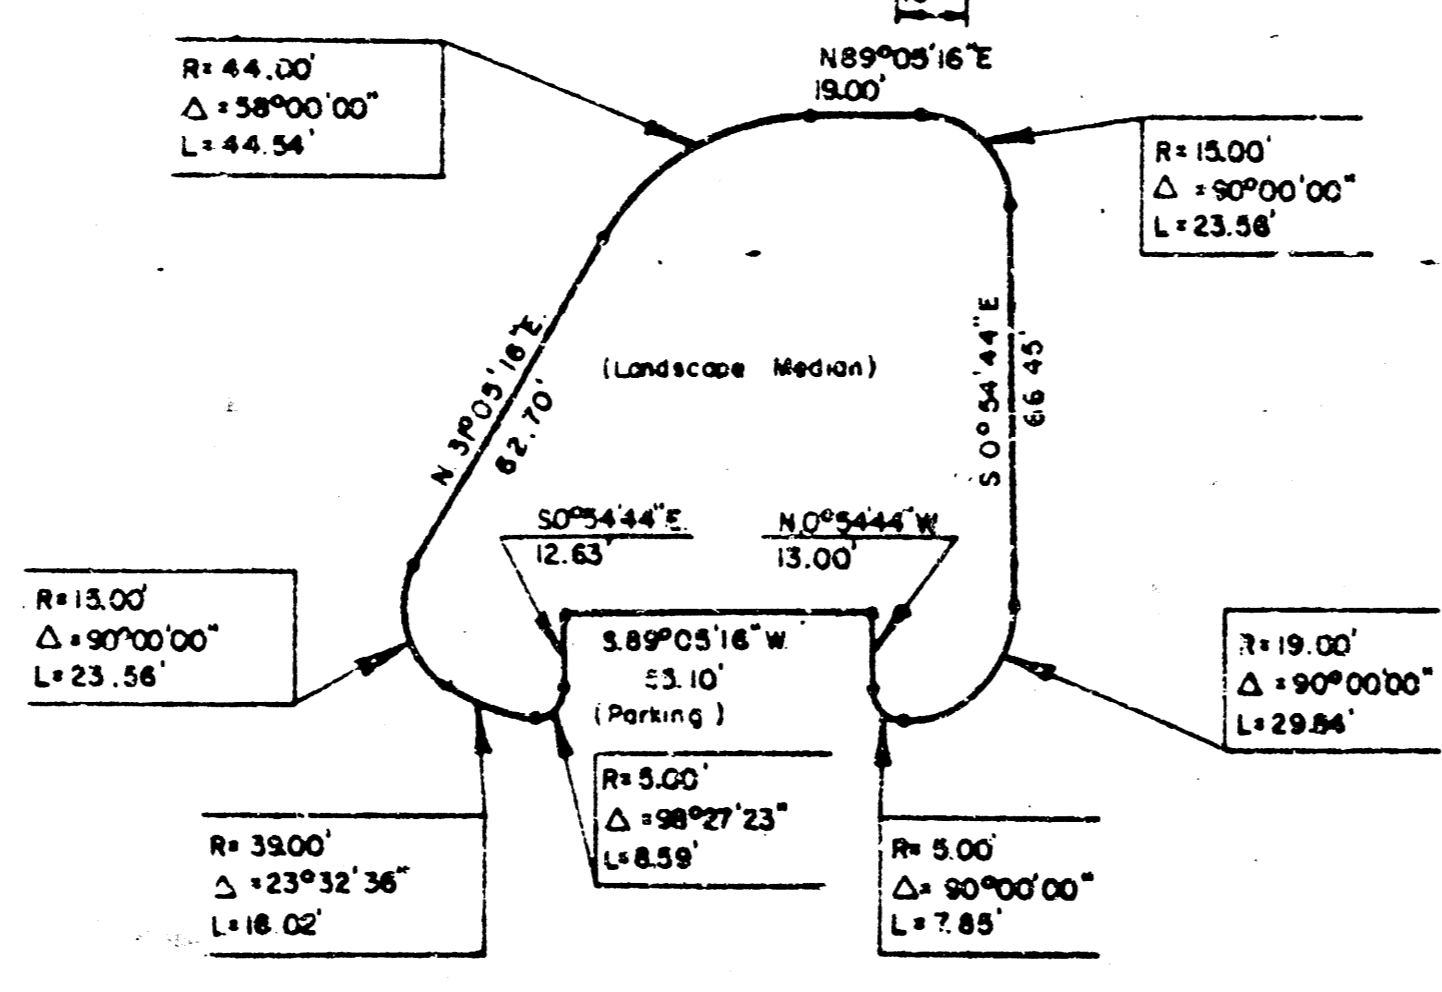 N89°05'16"E
19.00'
R= 44.00'
Δ = 58°00'00"
L= 44.54'
R= 15.00'
Δ = 90°00'00"
L= 23.56'
N 31°05'16"E.
62.70'
(Landscape Median)
S 0°54'44"E
66.45'
S.0°54'44"E.
12.63'
N.0°54'44"W
13.00'
R= 15.00'
Δ = 90°00'00"
L= 23.56'
S.89°05'16"W.
53.10'
(Parking)
R= 19.00'
Δ = 90°00'00"
L= 29.84'
R= 5.00'
Δ = 98°27'23"
L= 8.59'
R= 39.00'
Δ = 23°32'36"
L= 16.02'
R= 5.00'
Δ = 90°00'00"
L= 7.85'